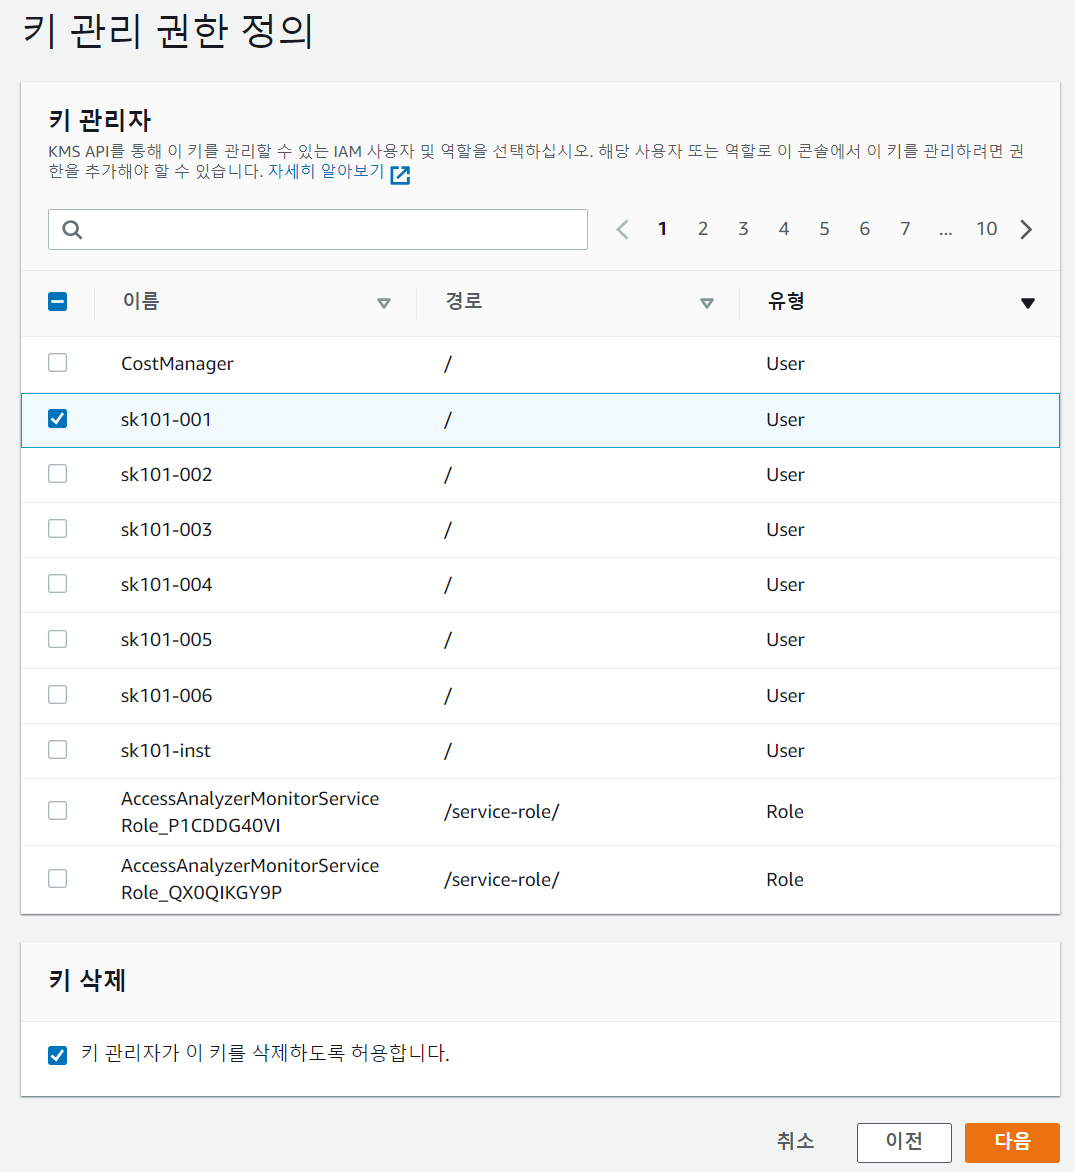 키 관리 권한 정의
키 관리자
KMS API를 통해 이 키를 관리할 수 있는 IAM 사용자 및 역할을 선택하십시오. 해당 사용자 또는 역할로 이 콘솔에서 이 키를 관리하려면 권
한을 추가해야 할 수 있습니다. 자세히 알아보기
1 2 3 4 5 6 7 ... 10
이름 경로 유형
CostManager / User
sk101-001 / User
sk101-002 / User
sk101-003 / User
sk101-004 / User
sk101-005 / User
sk101-006 / User
sk101-inst / User
AccessAnalyzerMonitorService
Role_P1CDDG40VI /service-role/ Role
AccessAnalyzerMonitorService
Role_QX0QIKGY9P /service-role/ Role
키 삭제
키 관리자가 이 키를 삭제하도록 허용합니다.
취소 이전 다음